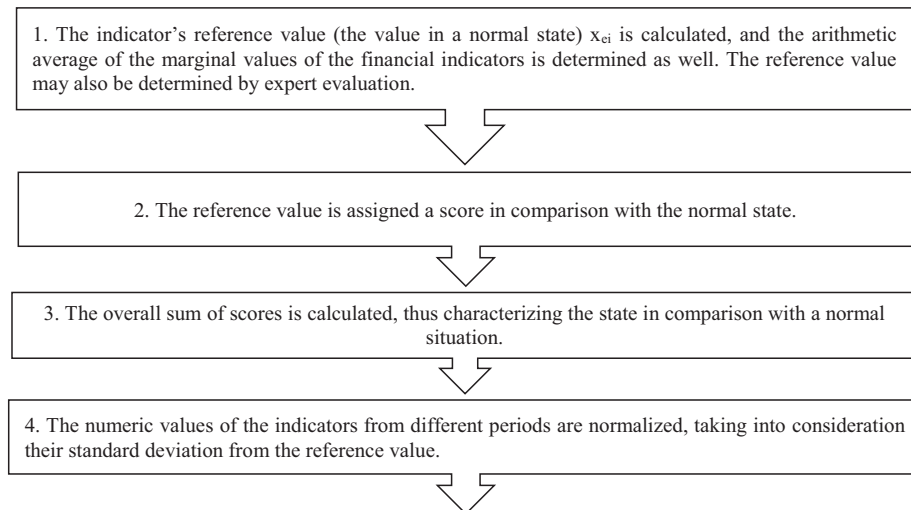 1. The indicator's reference value (the value in a normal state) xei is calculated, and the arithmetic
average of the marginal values of the financial indicators is determined as well. The reference value
may also be determined by expert evaluation.
2. The reference value is assigned a score in comparison with the normal state.
3. The overall sum of scores is calculated, thus characterizing the state in comparison with a normal
situation.
4. The numeric values of the indicators from different periods are normalized, taking into consideration
their standard deviation from the reference value.